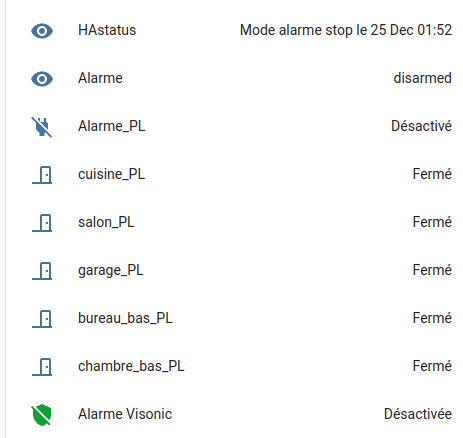 HAstatus Mode alarme stop le 25 Dec 01:52
Alarme disarmed
Alarme_PL Désactivé
cuisine_PL Fermé
salon_PL Fermé
garage_PL Fermé
bureau_bas_PL Fermé
chambre_bas_PL Fermé
Alarme Visonic Désactivée